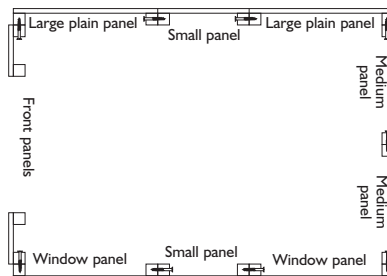 Large plain panel
Large plain panel
Small panel
Medium
panel
Front panels
Medium
panel
Small panel
Window panel
Window panel